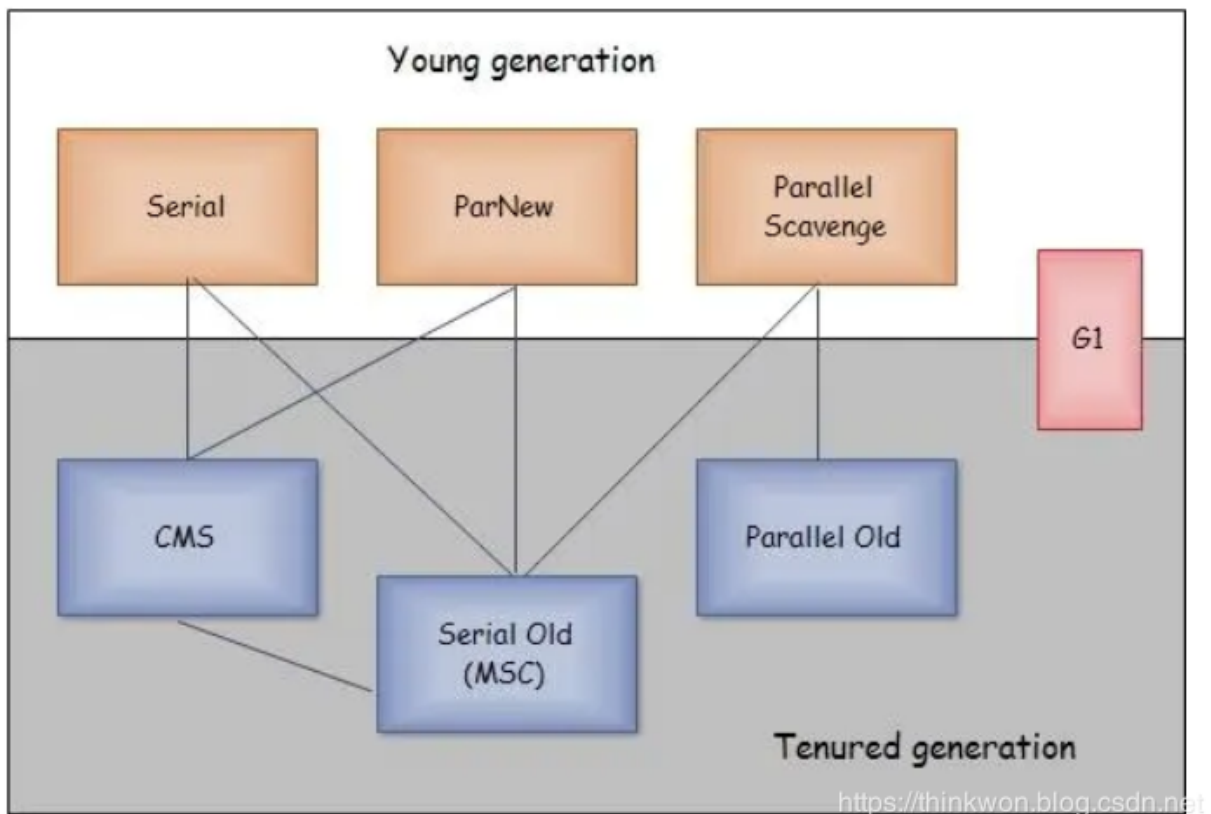 Young generation
Serial
ParNew
Parallel
Scavenge
G1
CMS
Parallel Old
Serial Old
(MSC)
Tenured generation
https://thinkwon.blog.csdn.net